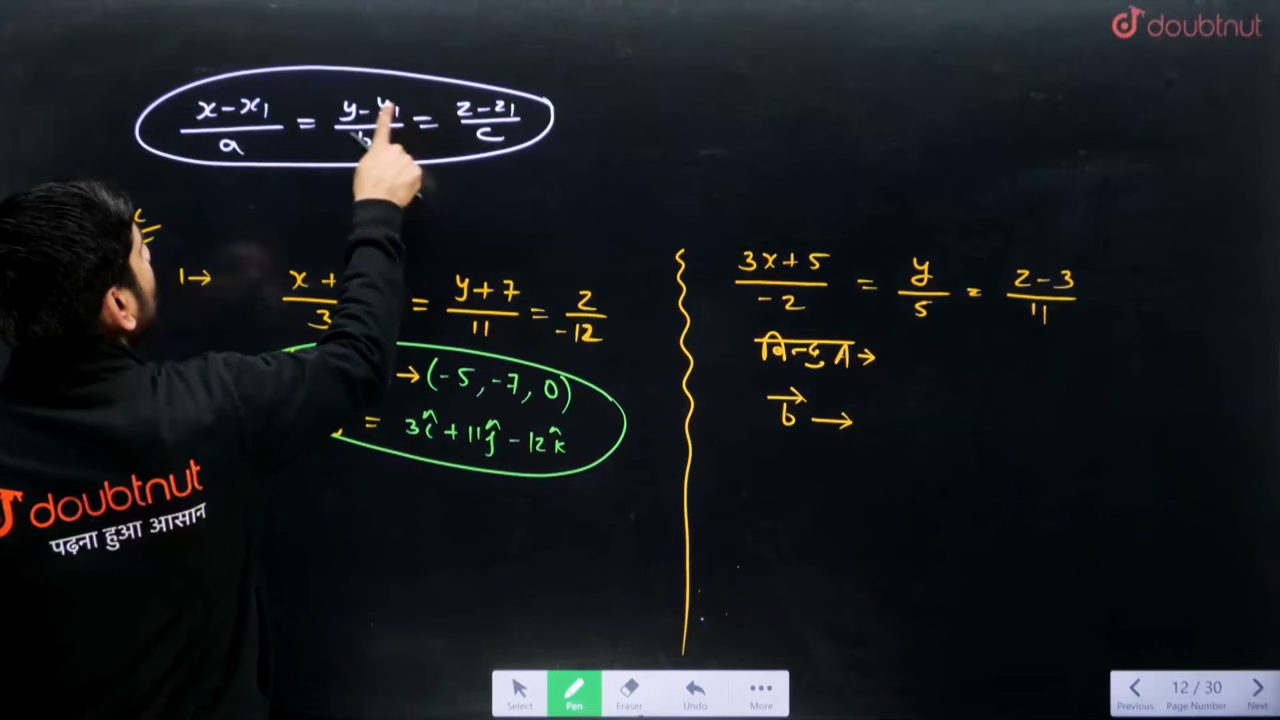 doubtnut
x-x₁/a = y-y₁/b = z-z₁/c
1→ x+ /3 = y+7/11 = z/-12
→(-5,-7,0)
= 3î+11ĵ-12k̂
3x+5/-2 = y/5 = z-3/11
बिन्दु A→
b⃗ →
doubtnut
पढ़ना हुआ आसान
Select Pen Eraser Undo More
12 / 30
Previous Page Number Next